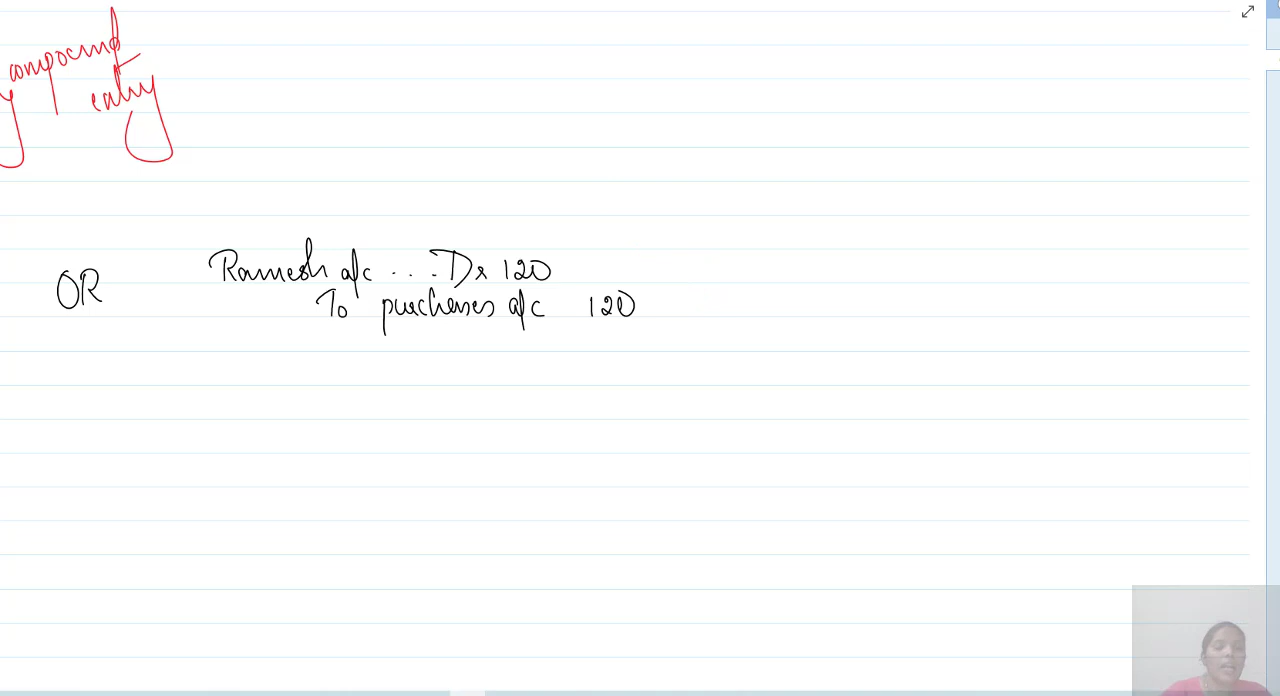 compound
entry
OR Ramesh a/c ....Dr 120
To purchases a/c 120